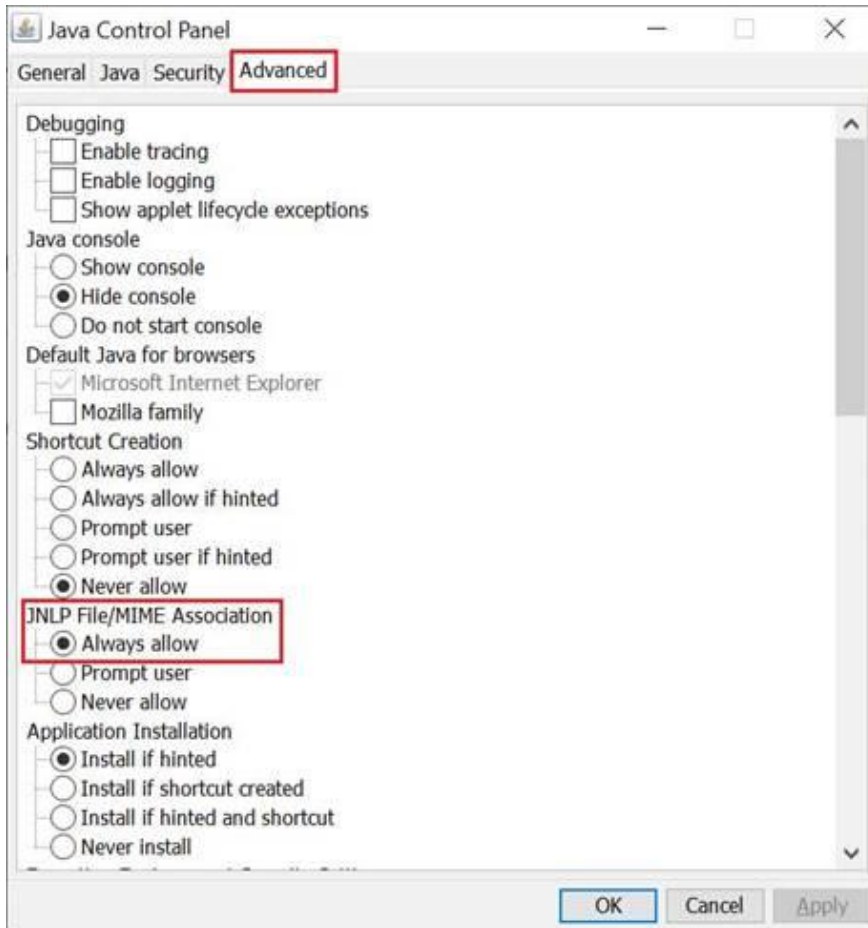 Java Control Panel
General Java Security Advanced
Debugging
Enable tracing
Enable logging
Show applet lifecycle exceptions
Java console
Show console
Hide console
Do not start console
Default Java for browsers
Microsoft Internet Explorer
Mozilla family
Shortcut Creation
Always allow
Always allow if hinted
Prompt user
Prompt user if hinted
Never allow
JNLP File/MIME Association
Always allow
Prompt user
Never allow
Application Installation
Install if hinted
Install if shortcut created
Install if hinted and shortcut
Never install
OK Cancel Apply